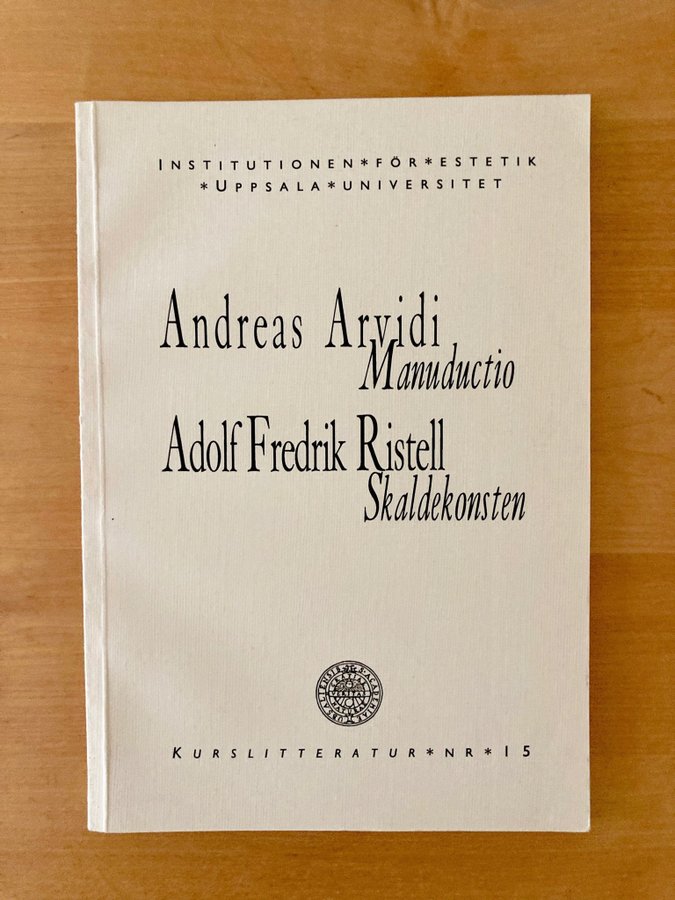 INSTITUTIONEN*FÖR*ESTETIK
*UPPSALA*UNIVERSITET
Andreas Arvidi
Manuductio
Adolf Fredrik Ristell
Skaldekonsten
KURSLITTERATUR*NR*15